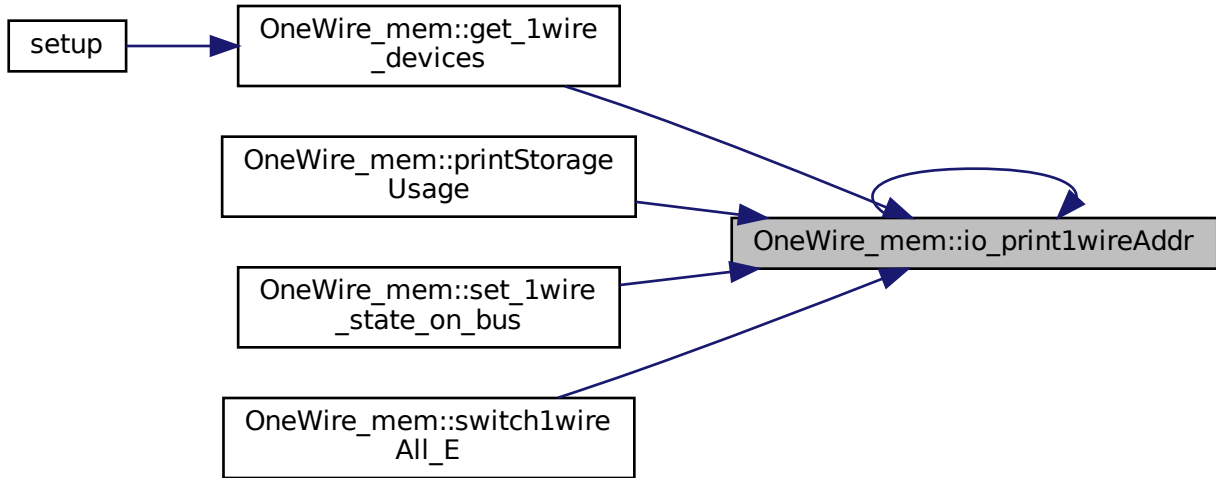 setup
OneWire_mem::get_1wire
_devices
OneWire_mem::printStorage
Usage
OneWire_mem::io_print1wireAddr
OneWire_mem::set_1wire
_state_on_bus
OneWire_mem::switch1wire
All_E